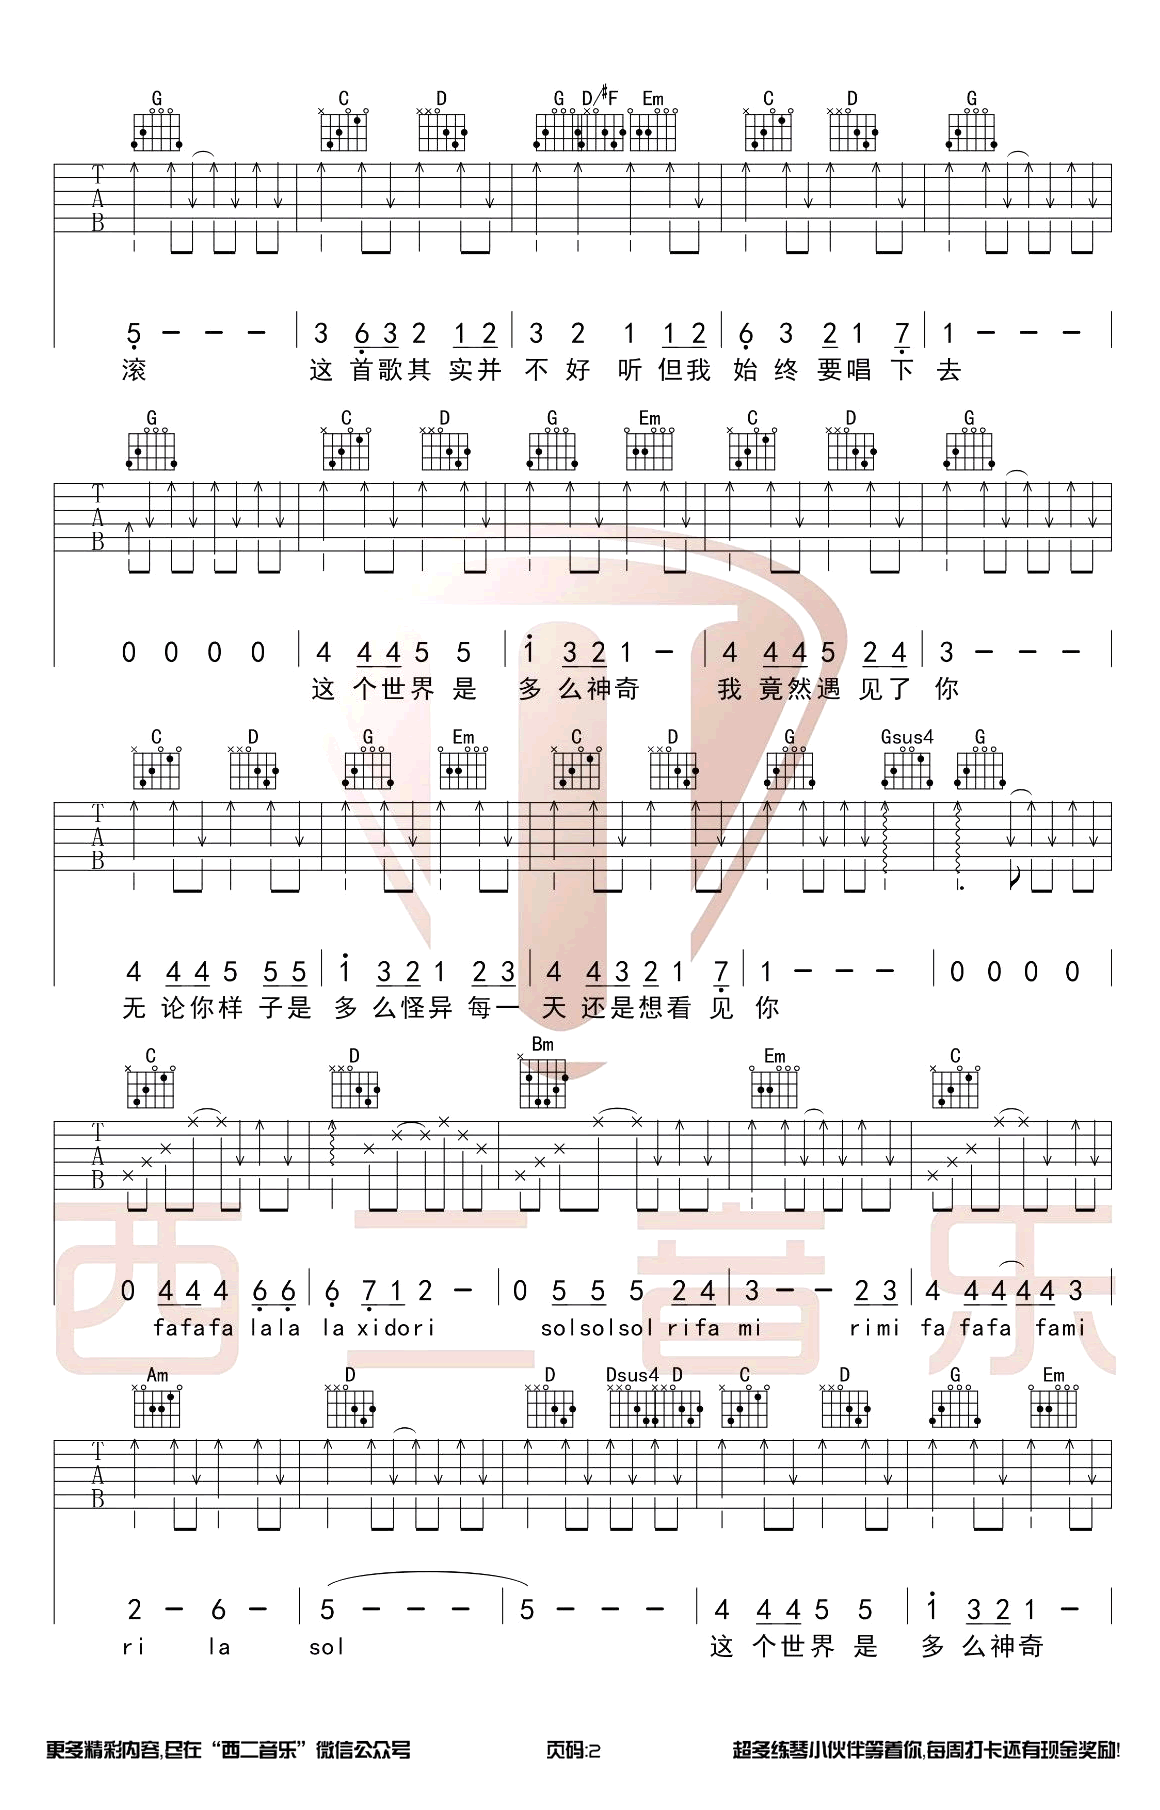 G C D G D/#F Em C D G
T
A
B
5 - - - 3 6 3 2 1 2 3 2 1 1 2 6 3 2 1 7 1 - - -
滚 这 首歌其 实并 不 好 听 但我 始 终 要唱 下 去
G C D G Em C D G
T
A
B
0 0 0 0 4 4 4 5 5 1 3 2 1 - 4 4 4 5 2 4 3 - - -
这 个世界 是 多 么神奇 我 竟然遇 见了 你
C D G Em C D G Gsus4 G
T
A
B
4 4 4 5 5 5 1 3 2 1 2 3 4 4 3 2 1 7 1 - - - 0 0 0 0
无 论你样 子是 多 么怪异 每一 天 还是想看 见 你
C D Bm Em C
T
A
B
0 4 4 4 6 6 6 7 1 2 - 0 5 5 5 2 4 3 - - 2 3 4 4 4 4 4 3
fafafa lala la xidori solsolsol rifa mi rimi fa fafa fami
西二音乐
Am D D Dsus4 D C D G Em
T
A
B
2 - 6 - 5 - - - 5 - - - 4 4 4 5 5 1 3 2 1 -
ri la sol 这 个世界 是 多 么神奇
更多精彩内容,尽在“西二音乐”微信公众号 页码:2 超多练琴小伙伴等着你,每周打卡还有现金奖励!